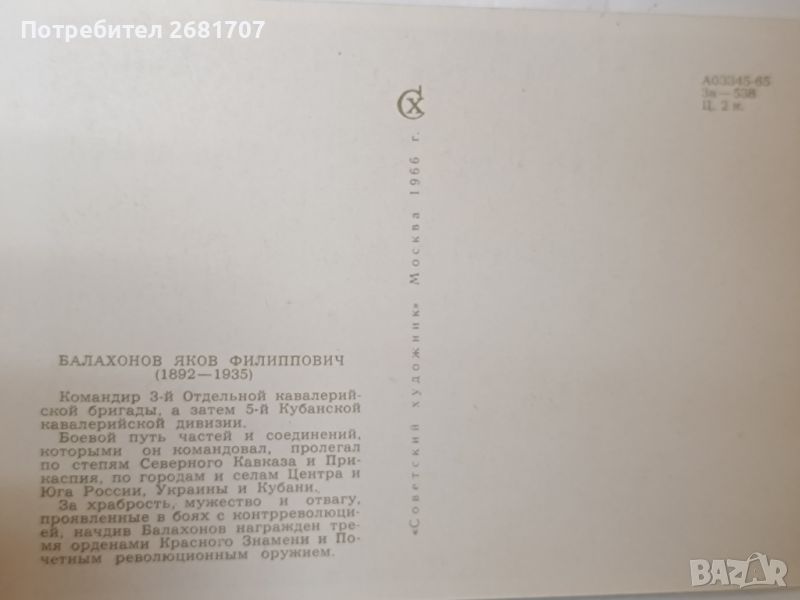 Потребител 2681707
СХ
А03345-65
Зв — 538
Ц. 2 к.
«Советский художник» Москва 1966 г.
БАЛАХОНОВ ЯКОВ ФИЛИППОВИЧ
(1892—1935)
Командир 3-й Отдельной кавалерий-
ской бригады, а затем 5-й Кубанской
кавалерийской дивизии.
Боевой путь частей и соединений,
которыми он командовал, пролегал
по степям Северного Кавказа и При-
каспия, по городам и селам Центра и
Юга России, Украины и Кубани.
За храбрость, мужество и отвагу,
проявленные в боях с контрреволюци-
ей, начдив Балахонов награжден тре-
мя орденами Красного Знамени и По-
четным революционным оружием.
BAZAR